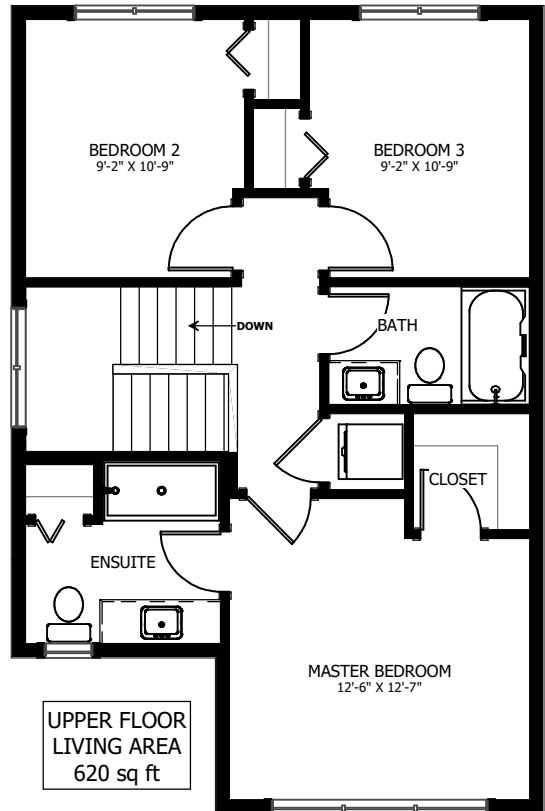 BEDROOM 2
9'-2" X 10'-9"
BEDROOM 3
9'-2" X 10'-9"
DOWN
BATH
CLOSET
ENSUITE
MASTER BEDROOM
12'-6" X 12'-7"
UPPER FLOOR
LIVING AREA
620 sq ft